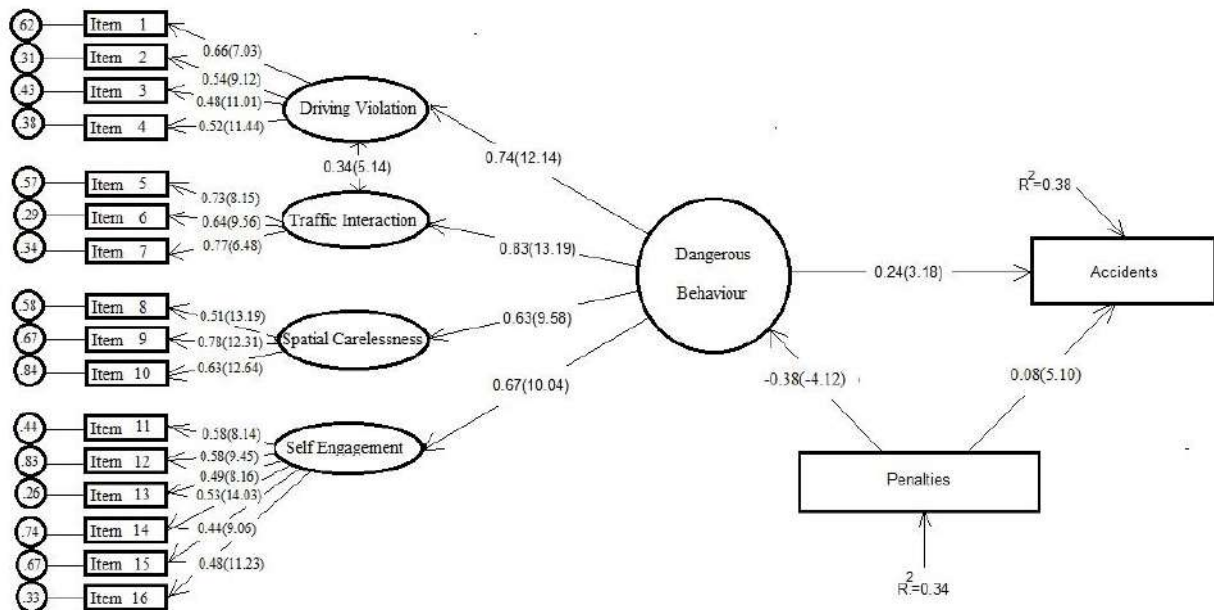 .62 Item 1
.31 Item 2
.43 Item 3
.38 Item 4
0.66(7.03)
0.54(9.12)
0.48(11.01)
0.52(11.44)
Driving Violation
0.34(5.14)
.57 Item 5
.29 Item 6
.34 Item 7
0.73(8.15)
0.64(9.56)
0.77(6.48)
Traffic Interaction
.58 Item 8
.67 Item 9
.84 Item 10
0.51(13.19)
0.78(12.31)
0.63(12.64)
Spatial Carelessness
.44 Item 11
.83 Item 12
.26 Item 13
.74 Item 14
.67 Item 15
.33 Item 16
0.58(8.14)
0.58(9.45)
0.49(8.16)
0.53(14.03)
0.44(9.06)
0.48(11.23)
Self Engagement
0.74(12.14)
0.83(13.19)
0.63(9.58)
0.67(10.04)
Dangerous
Behaviour
0.24(3.18)
R²=0.38
Accidents
-0.38(-4.12)
0.08(5.10)
Penalties
R²=0.34